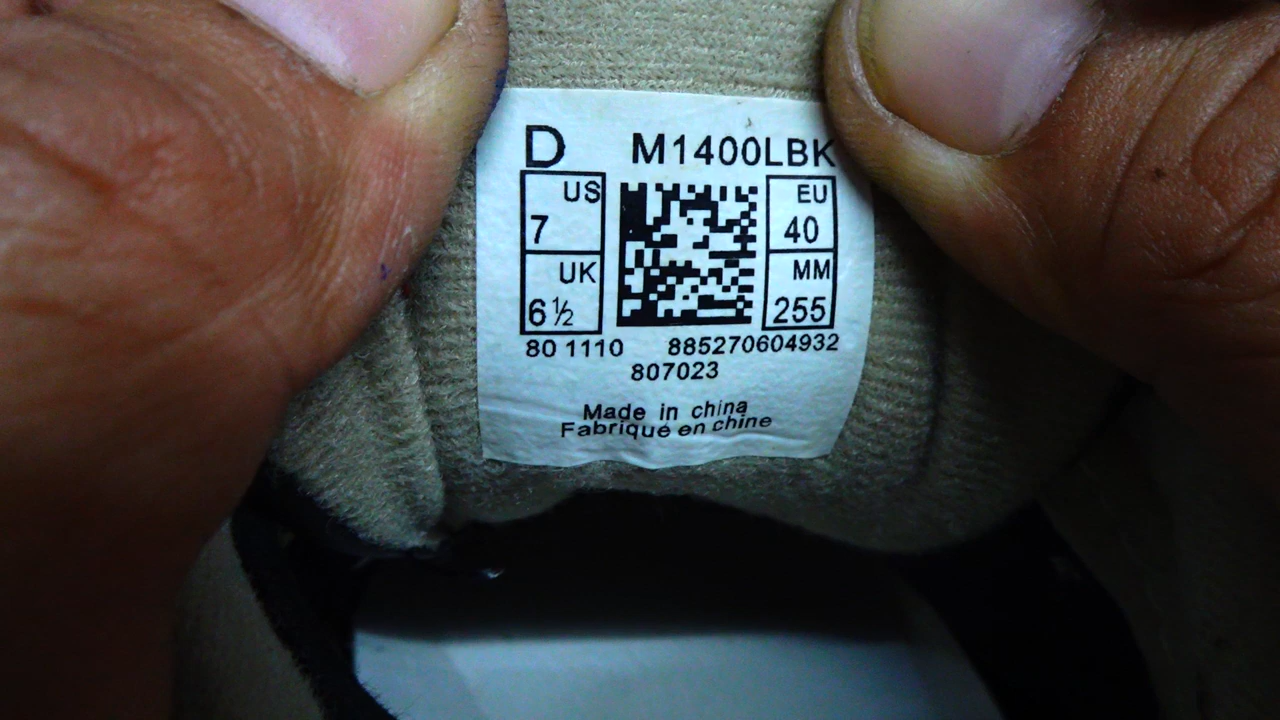 D M1400LBK
US EU
7 40
UK MM
6½ 255
80 1110 885270604932
807023
Made in china
Fabriqué en chine